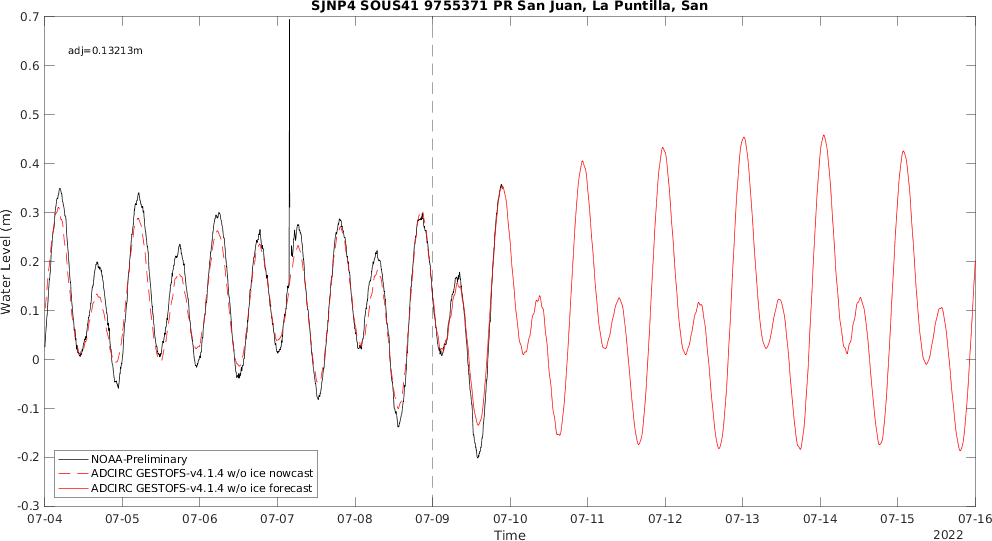 SJNP4 SOUS41 9755371 PR San Juan, La Puntilla, San
adj=0.13213m
0.7
0.6
0.5
0.4
0.3
0.2
0.1
0
-0.1
-0.2
-0.3
Water Level (m)
NOAA-Preliminary
ADCIRC GESTOFS-v4.1.4 w/o ice nowcast
ADCIRC GESTOFS-v4.1.4 w/o ice forecast
07-04 07-05 07-06 07-07 07-08 07-09 07-10 07-11 07-12 07-13 07-14 07-15 07-16
Time
2022